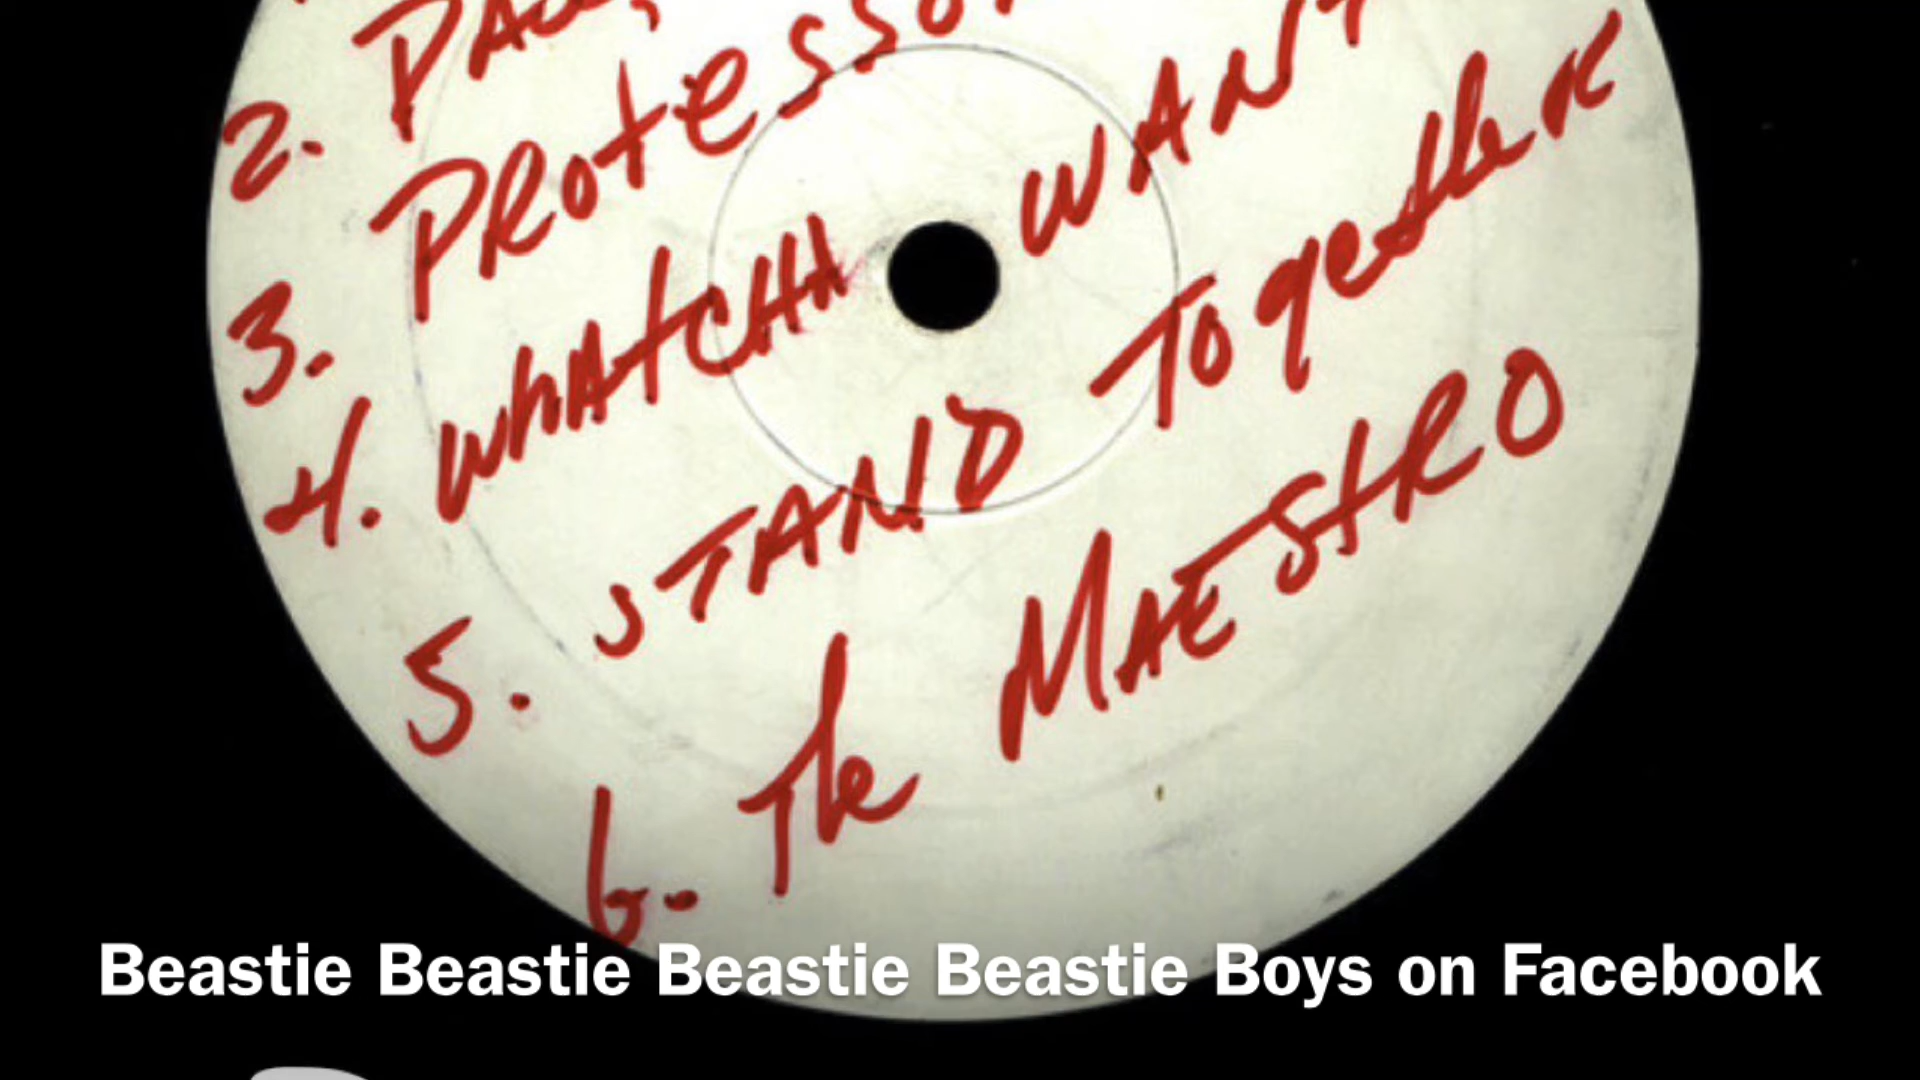 2.
3. PROfeSSO
4. WhATCHA WANT
5. STAND TogetheR
6. The MAESTRO
Beastie Beastie Beastie Beastie Boys on Facebook